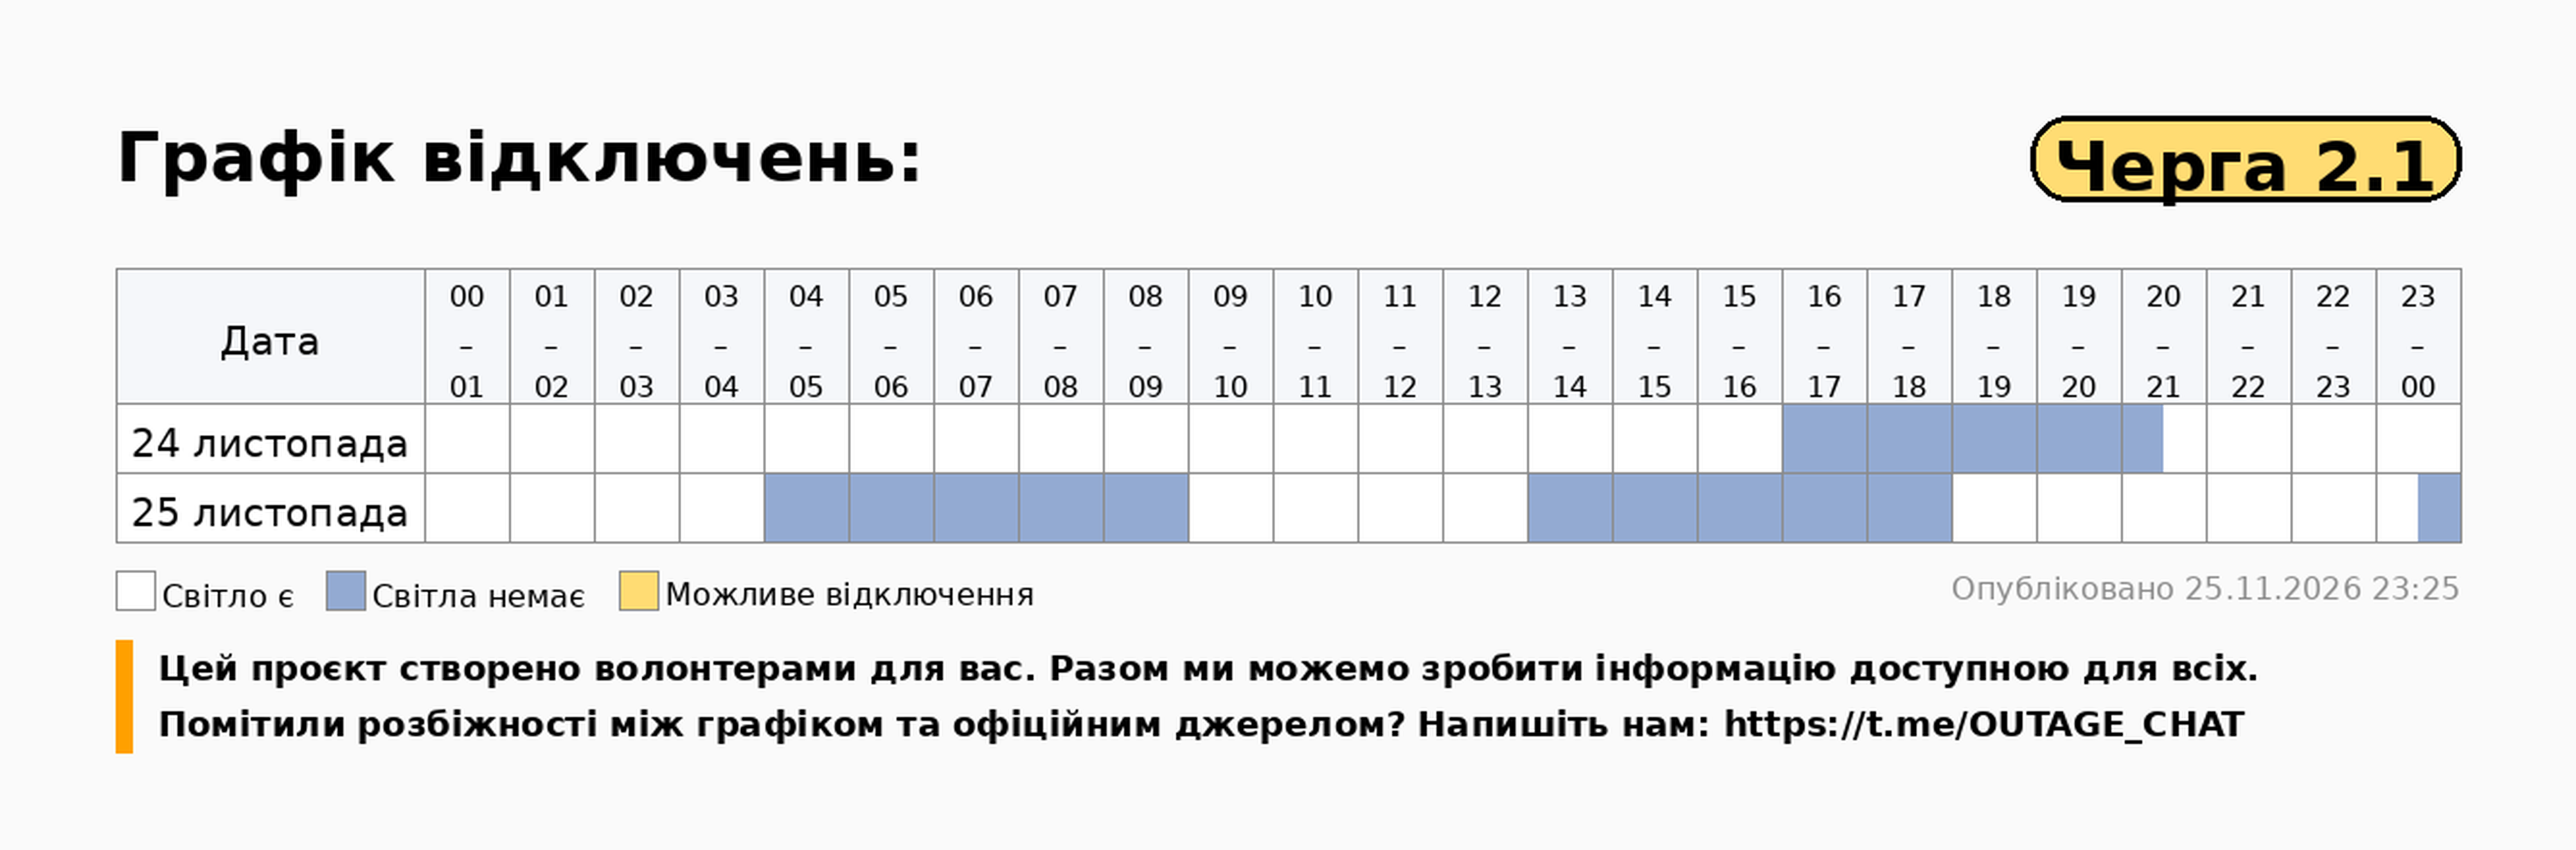 Графік відключень:
Черга 2.1
Дата
00 – 01
01 – 02
02 – 03
03 – 04
04 – 05
05 – 06
06 – 07
07 – 08
08 – 09
09 – 10
10 – 11
11 – 12
12 – 13
13 – 14
14 – 15
15 – 16
16 – 17
17 – 18
18 – 19
19 – 20
20 – 21
21 – 22
22 – 23
23 – 00
24 листопада
25 листопада
Світло є
Світла немає
Можливе відключення
Опубліковано 25.11.2026 23:25
Цей проєкт створено волонтерами для вас. Разом ми можемо зробити інформацію доступною для всіх.
Помітили розбіжності між графіком та офіційним джерелом? Напишіть нам: https://t.me/OUTAGE_CHAT